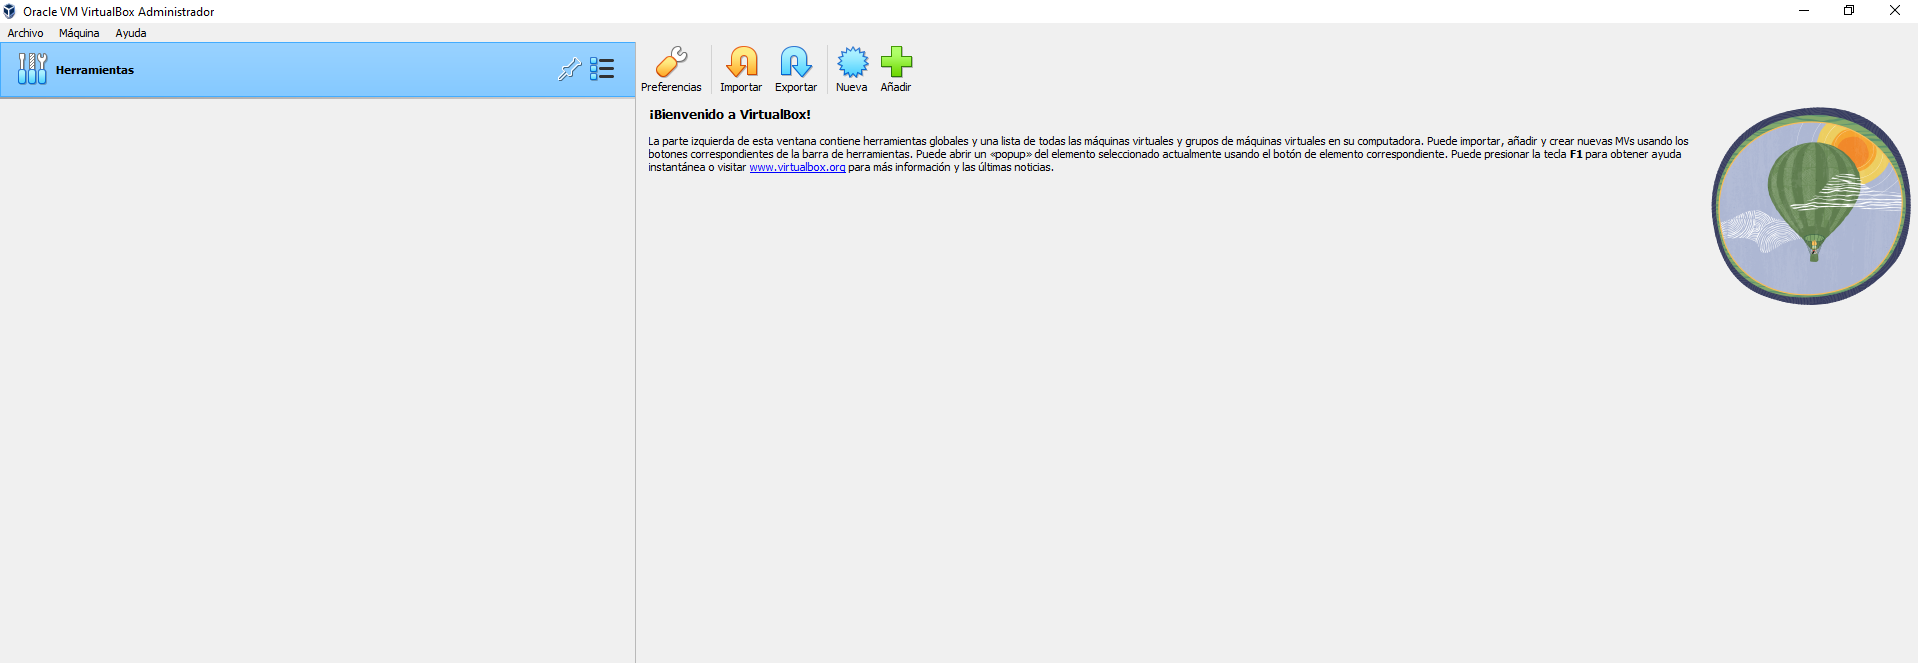 Oracle VM VirtualBox Administrador
Archivo Máquina Ayuda
Herramientas
Preferencias Importar Exportar Nueva Añadir
¡Bienvenido a VirtualBox!
La parte izquierda de esta ventana contiene herramientas globales y una lista de todas las máquinas virtuales y grupos de máquinas virtuales en su computadora. Puede importar, añadir y crear nuevas MVs usando los
botones correspondientes de la barra de herramientas. Puede abrir un «popup» del elemento seleccionado actualmente usando el botón de elemento correspondiente. Puede presionar la tecla F1 para obtener ayuda
instantánea o visitar www.virtualbox.org para más información y las últimas noticias.